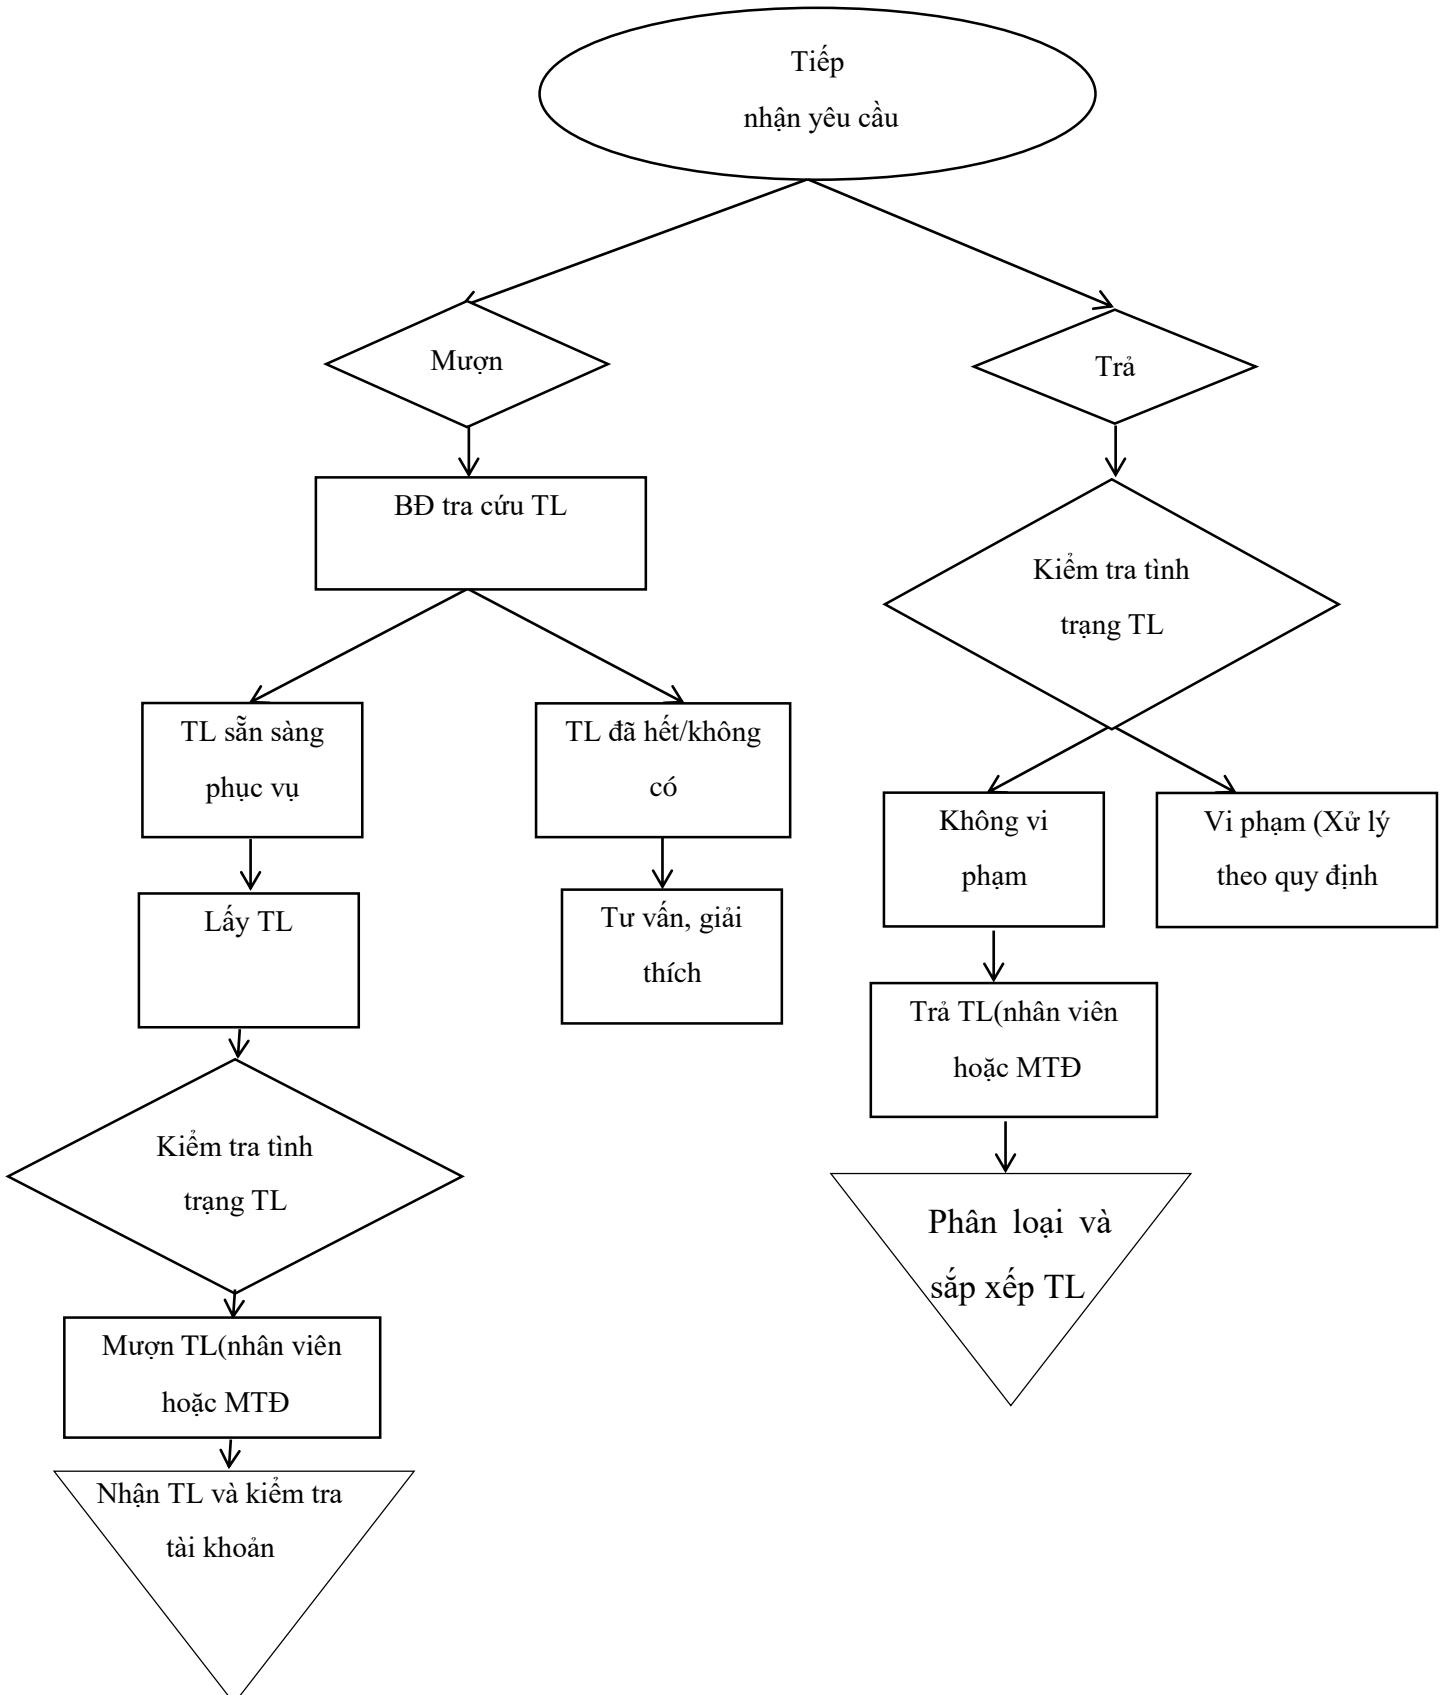 Tiếp
nhận yêu cầu
Mượn
Trả
BĐ tra cứu TL
Kiểm tra tình
trạng TL
TL sẵn sàng
phục vụ
TL đã hết/không
có
Không vi
phạm
Vi phạm (Xử lý
theo quy định
Lấy TL
Tư vấn, giải
thích
Trả TL(nhân viên
hoặc MTĐ
Kiểm tra tình
trạng TL
Phân loại và
sắp xếp TL
Mượn TL(nhân viên
hoặc MTĐ
Nhận TL và kiểm tra
tài khoản